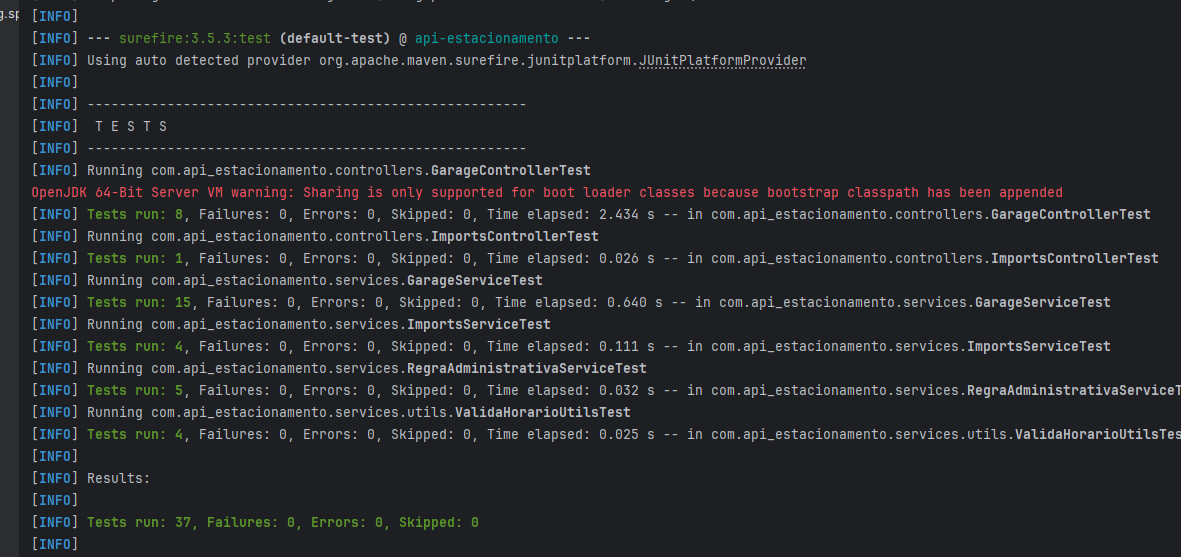 g.sp
[INFO]
[INFO] --- surefire:3.5.3:test (default-test) @ api-estacionamento ---
[INFO] Using auto detected provider org.apache.maven.surefire.junitplatform.JUnitPlatformProvider
[INFO]
[INFO] -------------------------------------------------------
[INFO]  T E S T S
[INFO] -------------------------------------------------------
[INFO] Running com.api_estacionamento.controllers.GarageControllerTest
OpenJDK 64-Bit Server VM warning: Sharing is only supported for boot loader classes because bootstrap classpath has been appended
[INFO] Tests run: 8, Failures: 0, Errors: 0, Skipped: 0, Time elapsed: 2.434 s -- in com.api_estacionamento.controllers.GarageControllerTest
[INFO] Running com.api_estacionamento.controllers.ImportsControllerTest
[INFO] Tests run: 1, Failures: 0, Errors: 0, Skipped: 0, Time elapsed: 0.026 s -- in com.api_estacionamento.controllers.ImportsControllerTest
[INFO] Running com.api_estacionamento.services.GarageServiceTest
[INFO] Tests run: 15, Failures: 0, Errors: 0, Skipped: 0, Time elapsed: 0.640 s -- in com.api_estacionamento.services.GarageServiceTest
[INFO] Running com.api_estacionamento.services.ImportsServiceTest
[INFO] Tests run: 4, Failures: 0, Errors: 0, Skipped: 0, Time elapsed: 0.111 s -- in com.api_estacionamento.services.ImportsServiceTest
[INFO] Running com.api_estacionamento.services.RegraAdministrativaServiceTest
[INFO] Tests run: 5, Failures: 0, Errors: 0, Skipped: 0, Time elapsed: 0.032 s -- in com.api_estacionamento.services.RegraAdministrativaServiceT
[INFO] Running com.api_estacionamento.services.utils.ValidaHorarioUtilsTest
[INFO] Tests run: 4, Failures: 0, Errors: 0, Skipped: 0, Time elapsed: 0.025 s -- in com.api_estacionamento.services.utils.ValidaHorarioUtilsTes
[INFO]
[INFO] Results:
[INFO]
[INFO] Tests run: 37, Failures: 0, Errors: 0, Skipped: 0
[INFO]